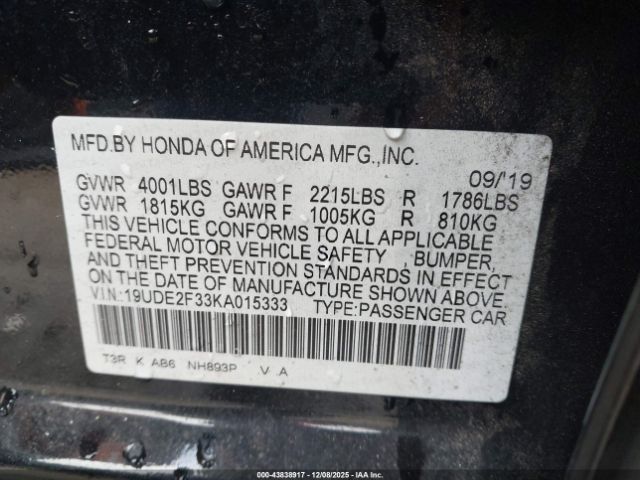 MFD.BY HONDA OF AMERICA MFG.,INC.
09/'19
GVWR 4001LBS GAWR F 2215LBS R 1786LBS
GVWR 1815KG GAWR F 1005KG R 810KG
THIS VEHICLE CONFORMS TO ALL APPLICABLE
FEDERAL MOTOR VEHICLE SAFETY BUMPER,
AND THEFT PREVENTION STANDARDS IN EFFECT
ON THE DATE OF MANUFACTURE SHOWN ABOVE.
V.I.N.:19UDE2F33KA015333 TYPE:PASSENGER CAR
T3R K AB6 NH893P V A
000-43838917 | 12/08/2025 - IAA Inc.